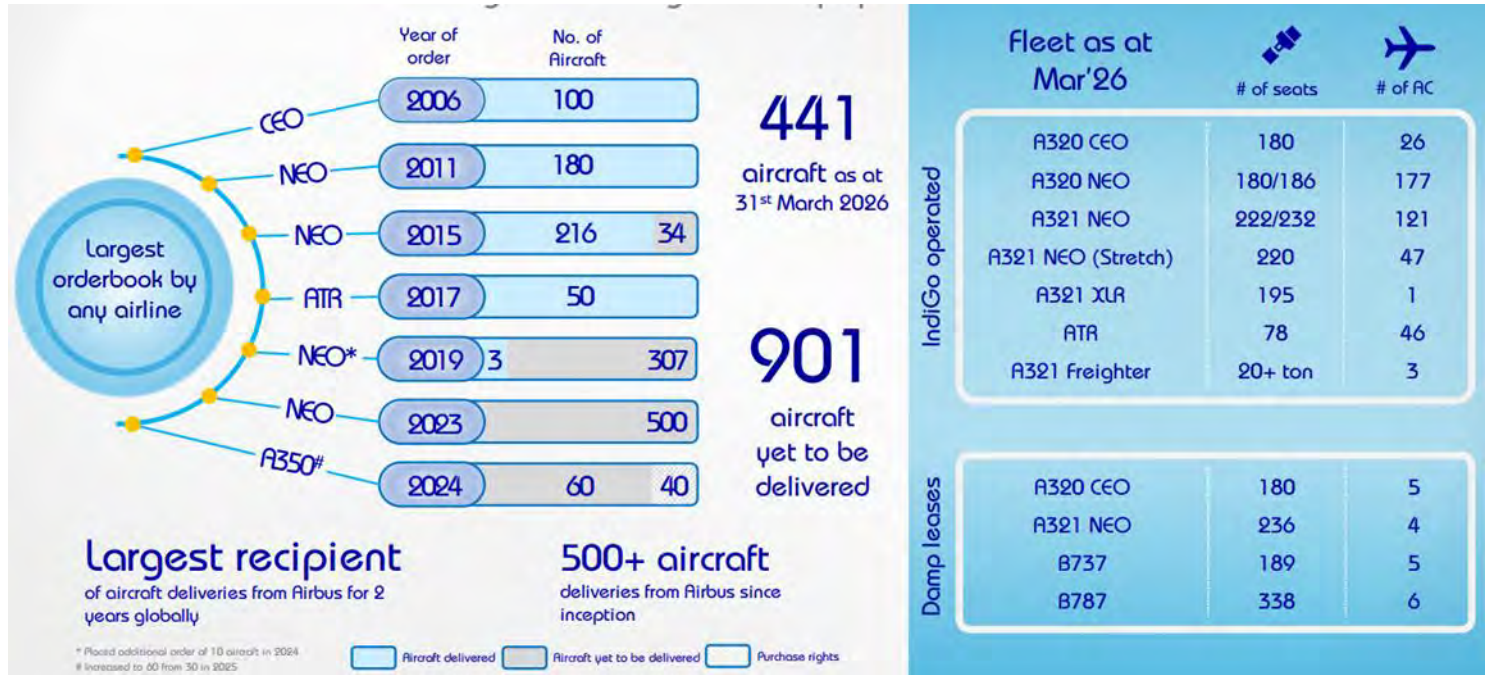 Year of
order
No. of
Aircraft
CEO 2006 100
NEO 2011 180
NEO 2015 216 34
ATR 2017 50
NEO* 2019 3 307
NEO 2023 500
A350# 2024 60 40
Largest
orderbook by
any airline
441
aircraft as at
31st March 2026
901
aircraft
yet to be
delivered
Largest recipient
of aircraft deliveries from Airbus for 2
years globally
500+ aircraft
deliveries from Airbus since
inception
* Placed additional order of 10 aircraft in 2024
# Increased to 60 from 30 in 2025
Aircraft delivered
Aircraft yet to be delivered
Purchase rights
Fleet as at
Mar'26
# of seats
# of AC
IndiGo operated
A320 CEO 180 26
A320 NEO 180/186 177
A321 NEO 222/232 121
A321 NEO (Stretch) 220 47
A321 XLR 195 1
ATR 78 46
A321 Freighter 20+ ton 3
Damp leases
A320 CEO 180 5
A321 NEO 236 4
B737 189 5
B787 338 6